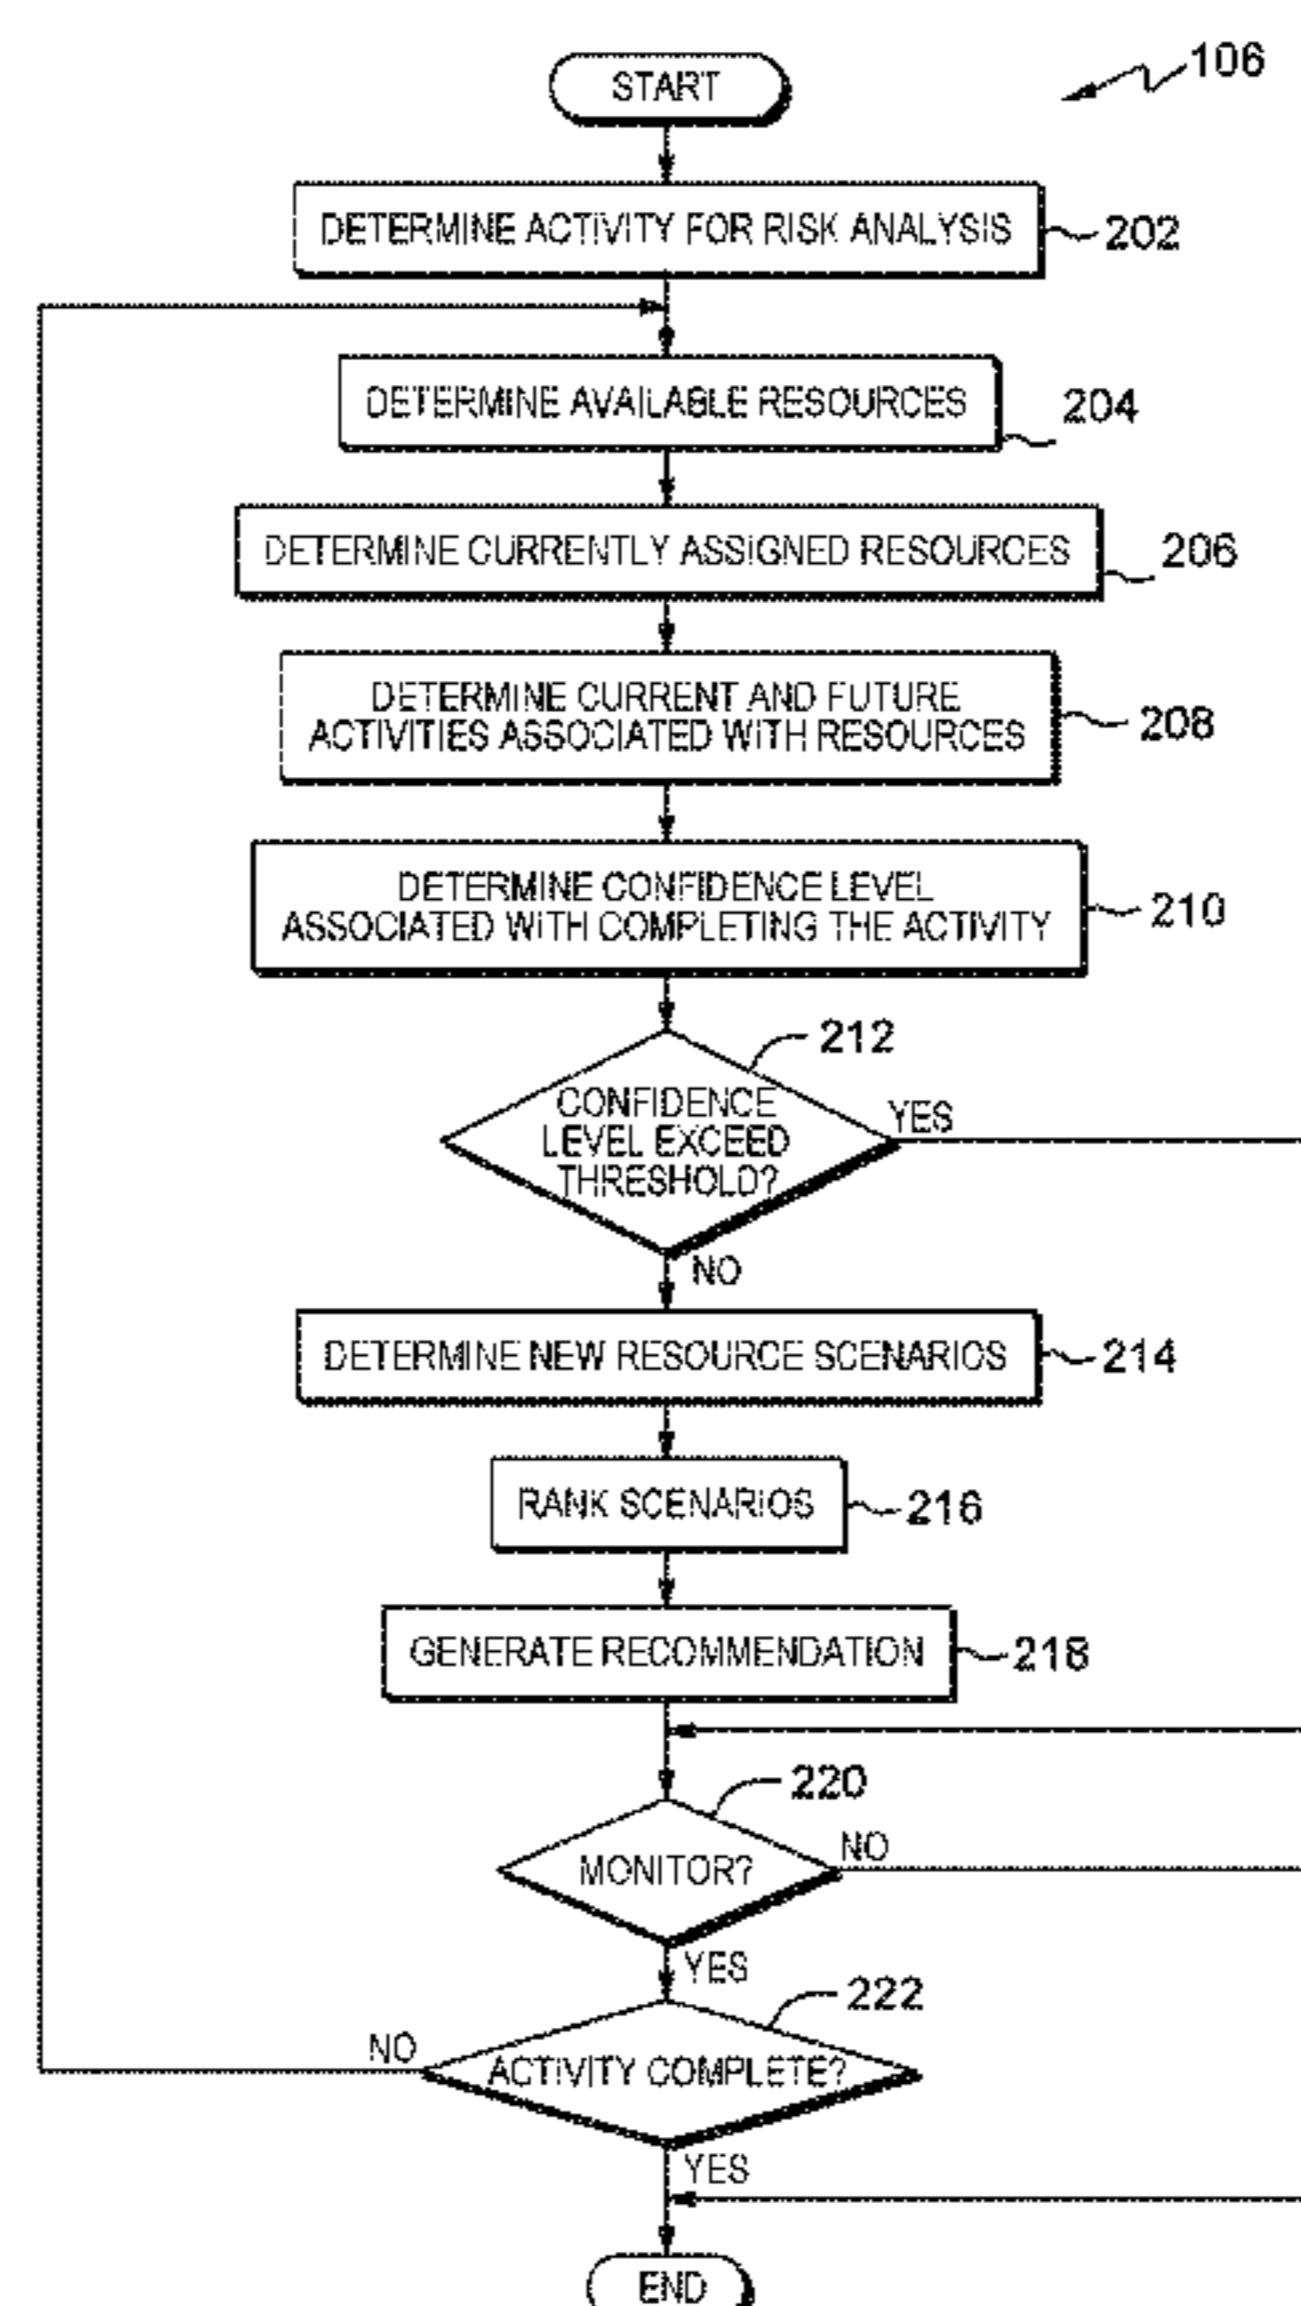 106
START
DETERMINE ACTIVITY FOR RISK ANALYSIS
202
DETERMINE AVAILABLE RESOURCES
204
DETERMINE CURRENTLY ASSIGNED RESOURCES
206
DETERMINE CURRENT AND FUTURE
ACTIVITIES ASSOCIATED WITH RESOURCES
208
DETERMINE CONFIDENCE LEVEL
ASSOCIATED WITH COMPLETING THE ACTIVITY
210
212
CONFIDENCE
LEVEL EXCEED
THRESHOLD?
YES
NO
DETERMINE NEW RESOURCE SCENARIOS
214
RANK SCENARIOS
216
GENERATE RECOMMENDATION
218
220
MONITOR?
NO
YES
222
NO
ACTIVITY COMPLETE?
YES
END